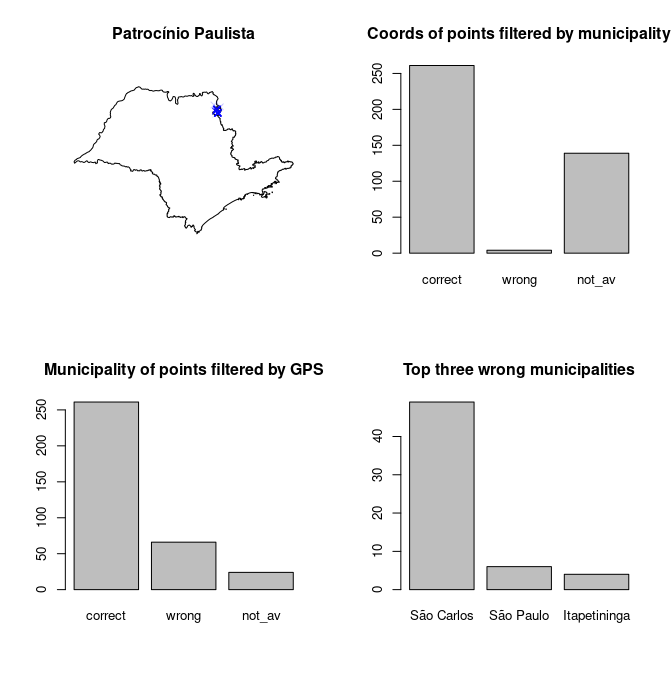 Patrocínio Paulista
Coords of points filtered by municipality
250
200
150
100
50
0
correct wrong not_av
Municipality of points filtered by GPS
250
200
150
100
50
0
correct wrong not_av
Top three wrong municipalities
40
30
20
10
0
São Carlos São Paulo Itapetininga